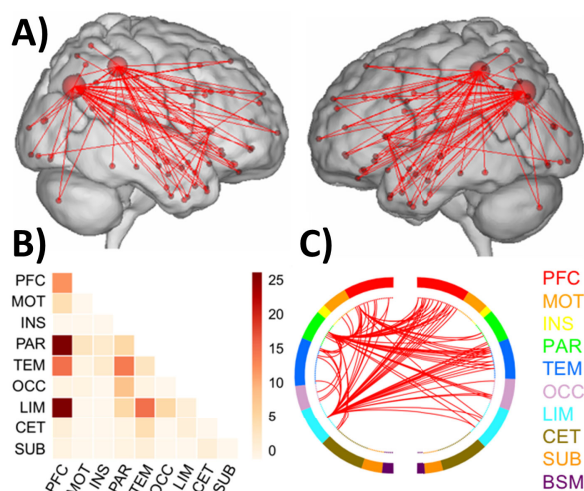 A)
B)
PFC
MOT
INS
PAR
TEM
OCC
LIM
CET
SUB
PFC
MOT
INS
PAR
TEM
OCC
LIM
CET
SUB
25
20
15
10
5
0
C)
PFC
MOT
INS
PAR
TEM
OCC
LIM
CET
SUB
BSM